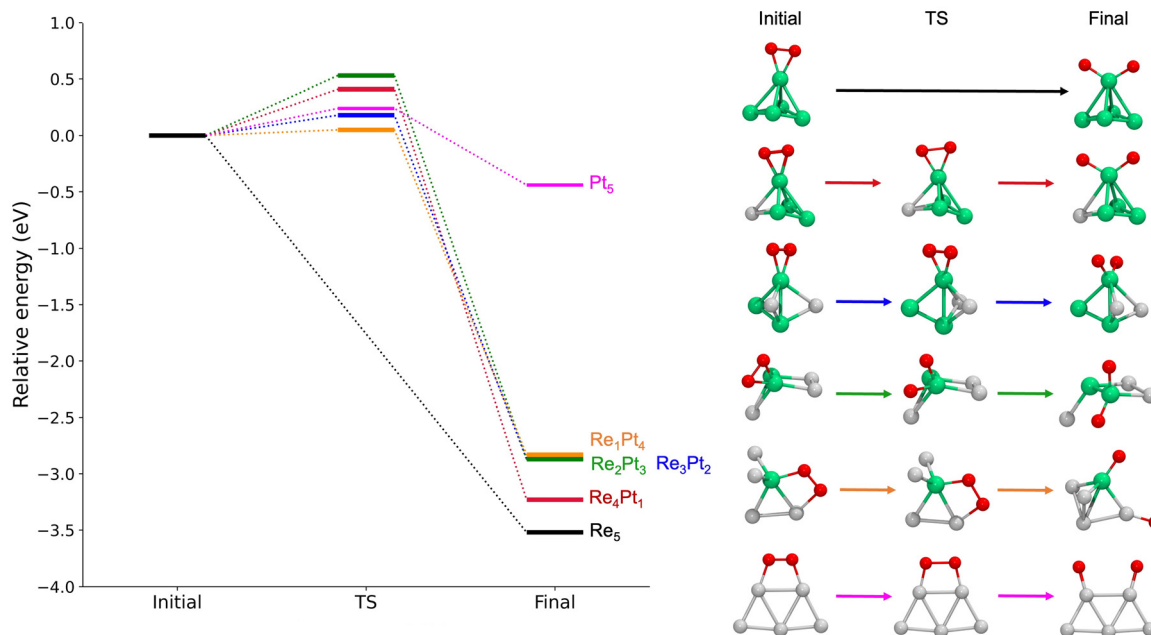 Relative energy (eV)
1.0
0.5
0.0
−0.5
−1.0
−1.5
−2.0
−2.5
−3.0
−3.5
−4.0
Initial
TS
Final
Pt₅
Re₁Pt₄
Re₂Pt₃ Re₃Pt₂
Re₄Pt₁
Re₅
Initial TS Final